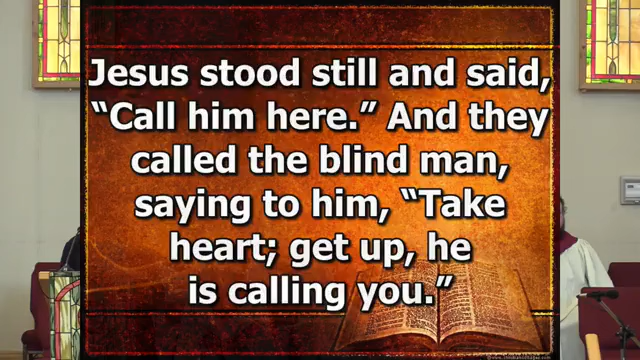 Jesus stood still and said,
“Call him here.” And they
called the blind man,
saying to him, “Take
heart; get up, he
is calling you.”